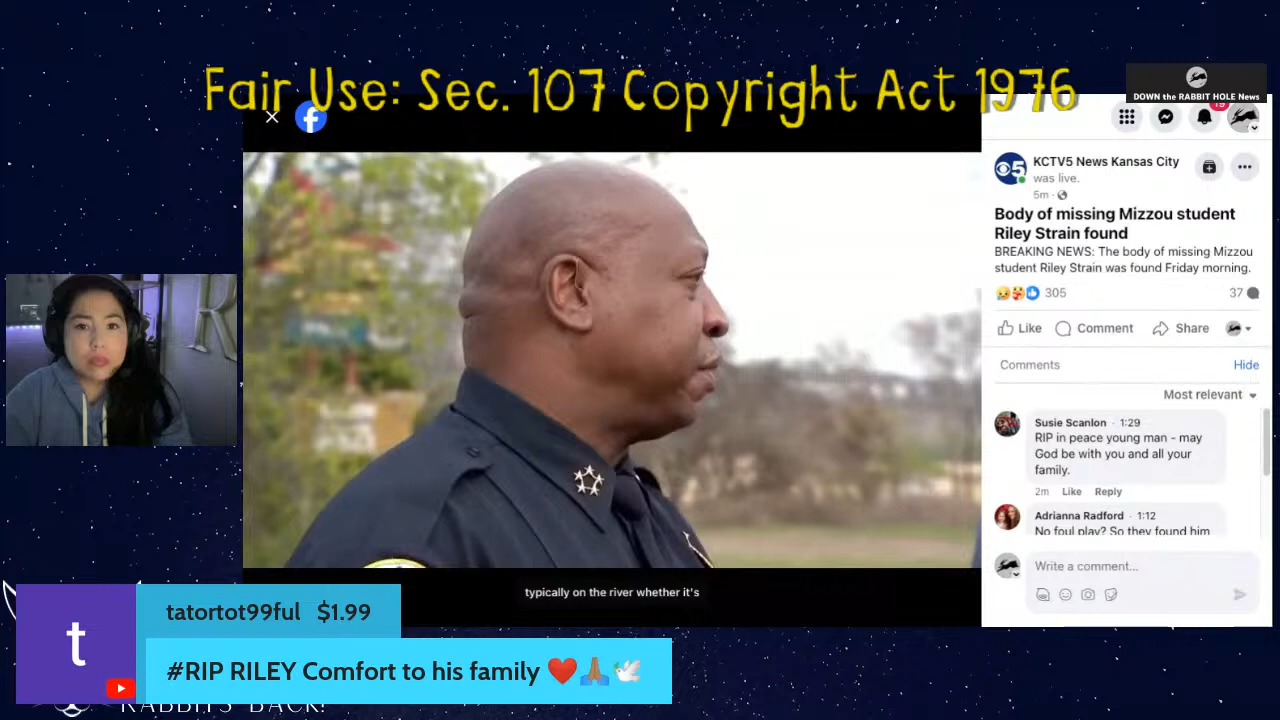 Fair Use: Sec. 107 Copyright Act 1976
DOWN the RABBIT HOLE News
19
KCTV5 News Kansas City
was live.
5m ·
Body of missing Mizzou student
Riley Strain found
BREAKING NEWS: The body of missing Mizzou
student Riley Strain was found Friday morning.
305
37
Like
Comment
Share
Comments
Hide
Most relevant
Susie Scanlon · 1:29
RIP in peace young man - may
God be with you and all your
family.
2m Like Reply
Adrianna Radford · 1:12
No foul play? So they found him
Write a comment...
typically on the river whether it's
tatortot99ful $1.99
t
#RIP RILEY Comfort to his family ❤️🙏🏽🕊️
RABBITS BACK!